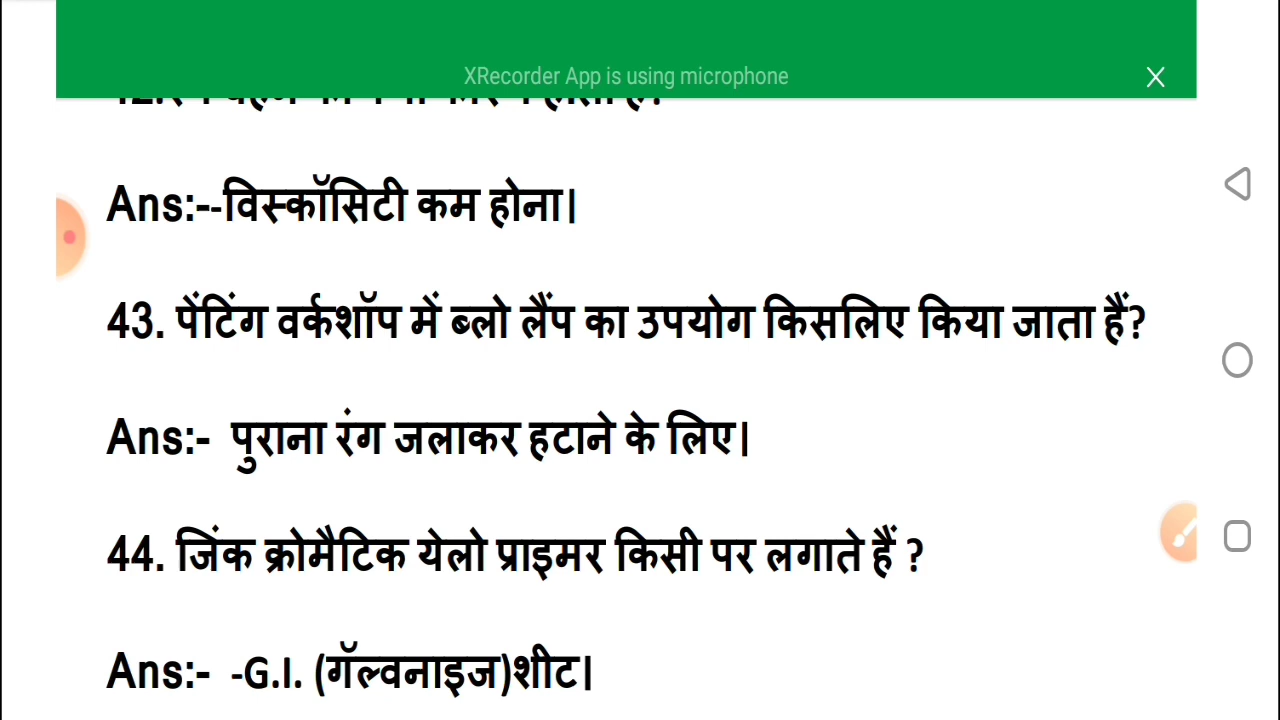 XRecorder App is using microphone
Ans:--विस्कॉसिटी कम होना।
43. पेंटिंग वर्कशॉप में ब्लो लैंप का उपयोग किसलिए किया जाता हैं?
Ans:- पुराना रंग जलाकर हटाने के लिए।
44. जिंक क्रोमैटिक येलो प्राइमर किसी पर लगाते हैं ?
Ans:- -G.I. (गॅल्वनाइज)शीट।